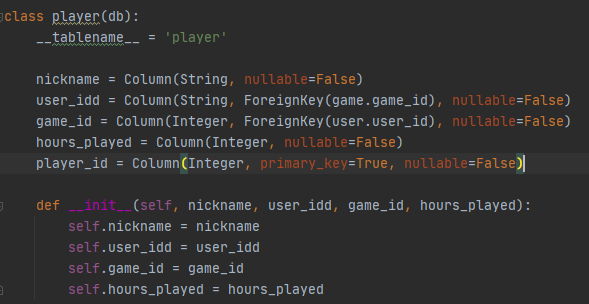 class player(db):
    __tablename__ = 'player'

    nickname = Column(String, nullable=False)
    user_idd = Column(String, ForeignKey(game.game_id), nullable=False)
    game_id = Column(Integer, ForeignKey(user.user_id), nullable=False)
    hours_played = Column(Integer, nullable=False)
    player_id = Column(Integer, primary_key=True, nullable=False)

    def __init__(self, nickname, user_idd, game_id, hours_played):
        self.nickname = nickname
        self.user_idd = user_idd
        self.game_id = game_id
        self.hours_played = hours_played